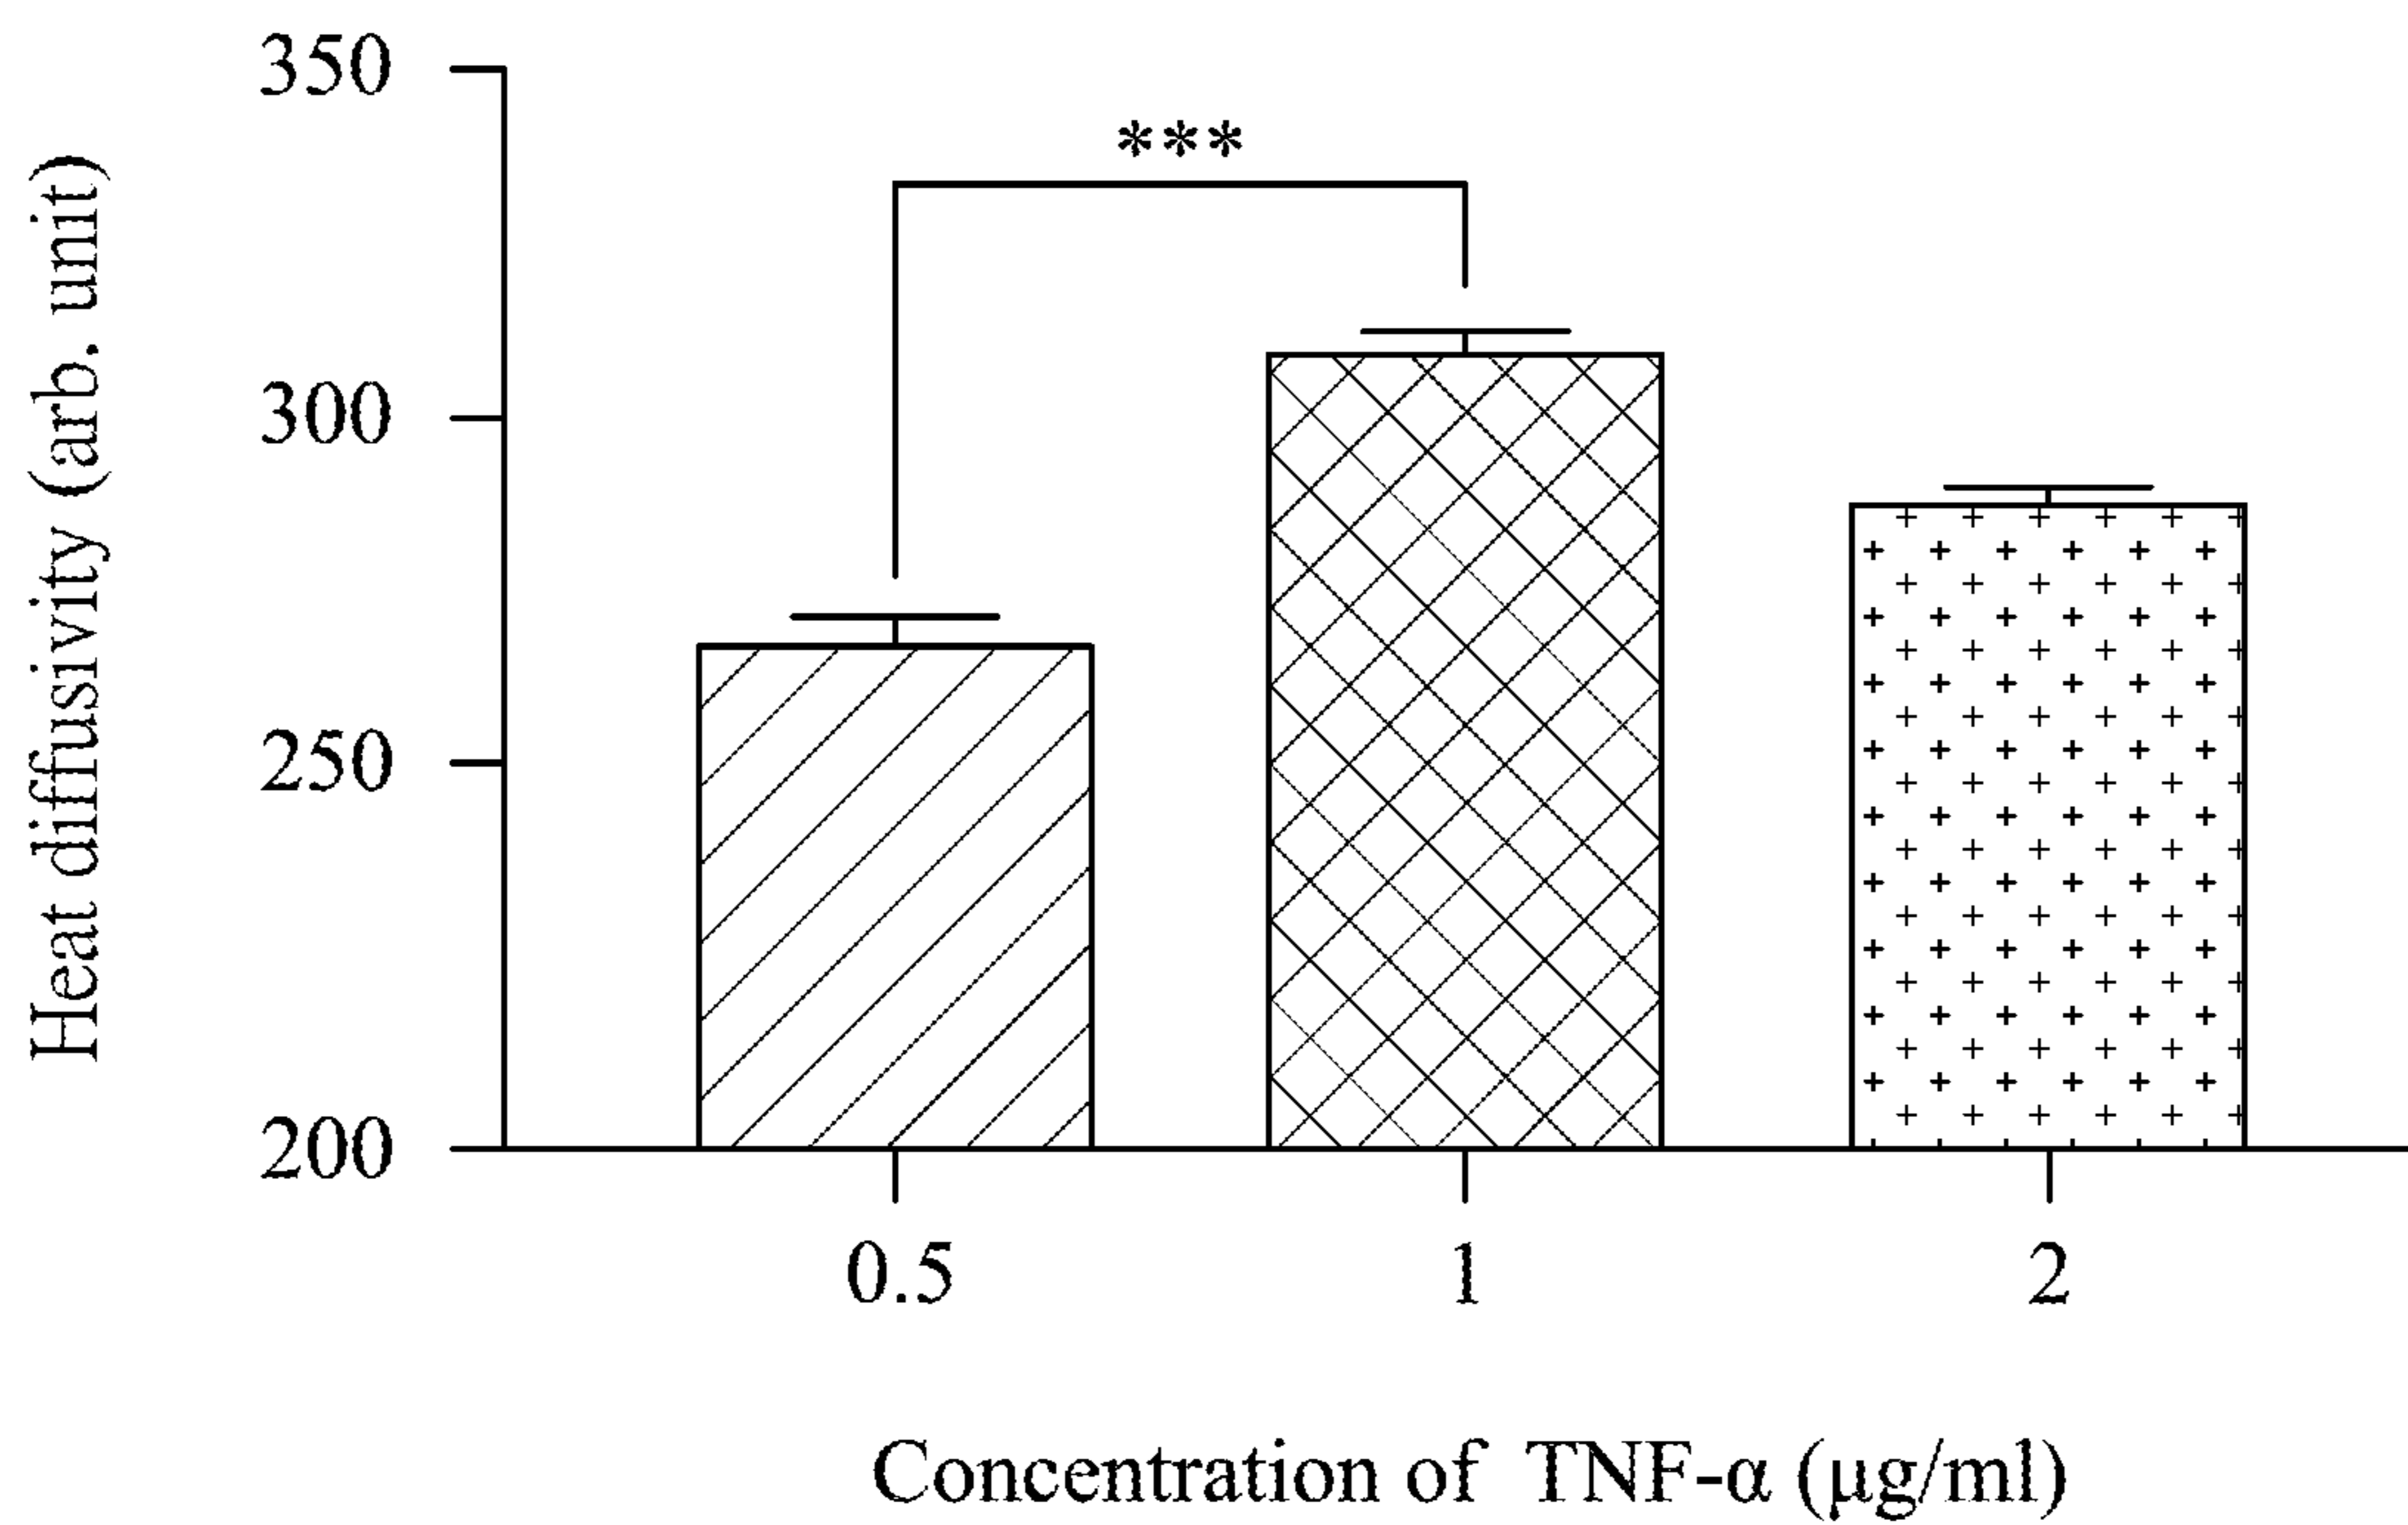 350
***
300
250
200
Heat diffusivity (arb. unit)
0.5 1 2
Concentration of TNF-α (μg/ml)